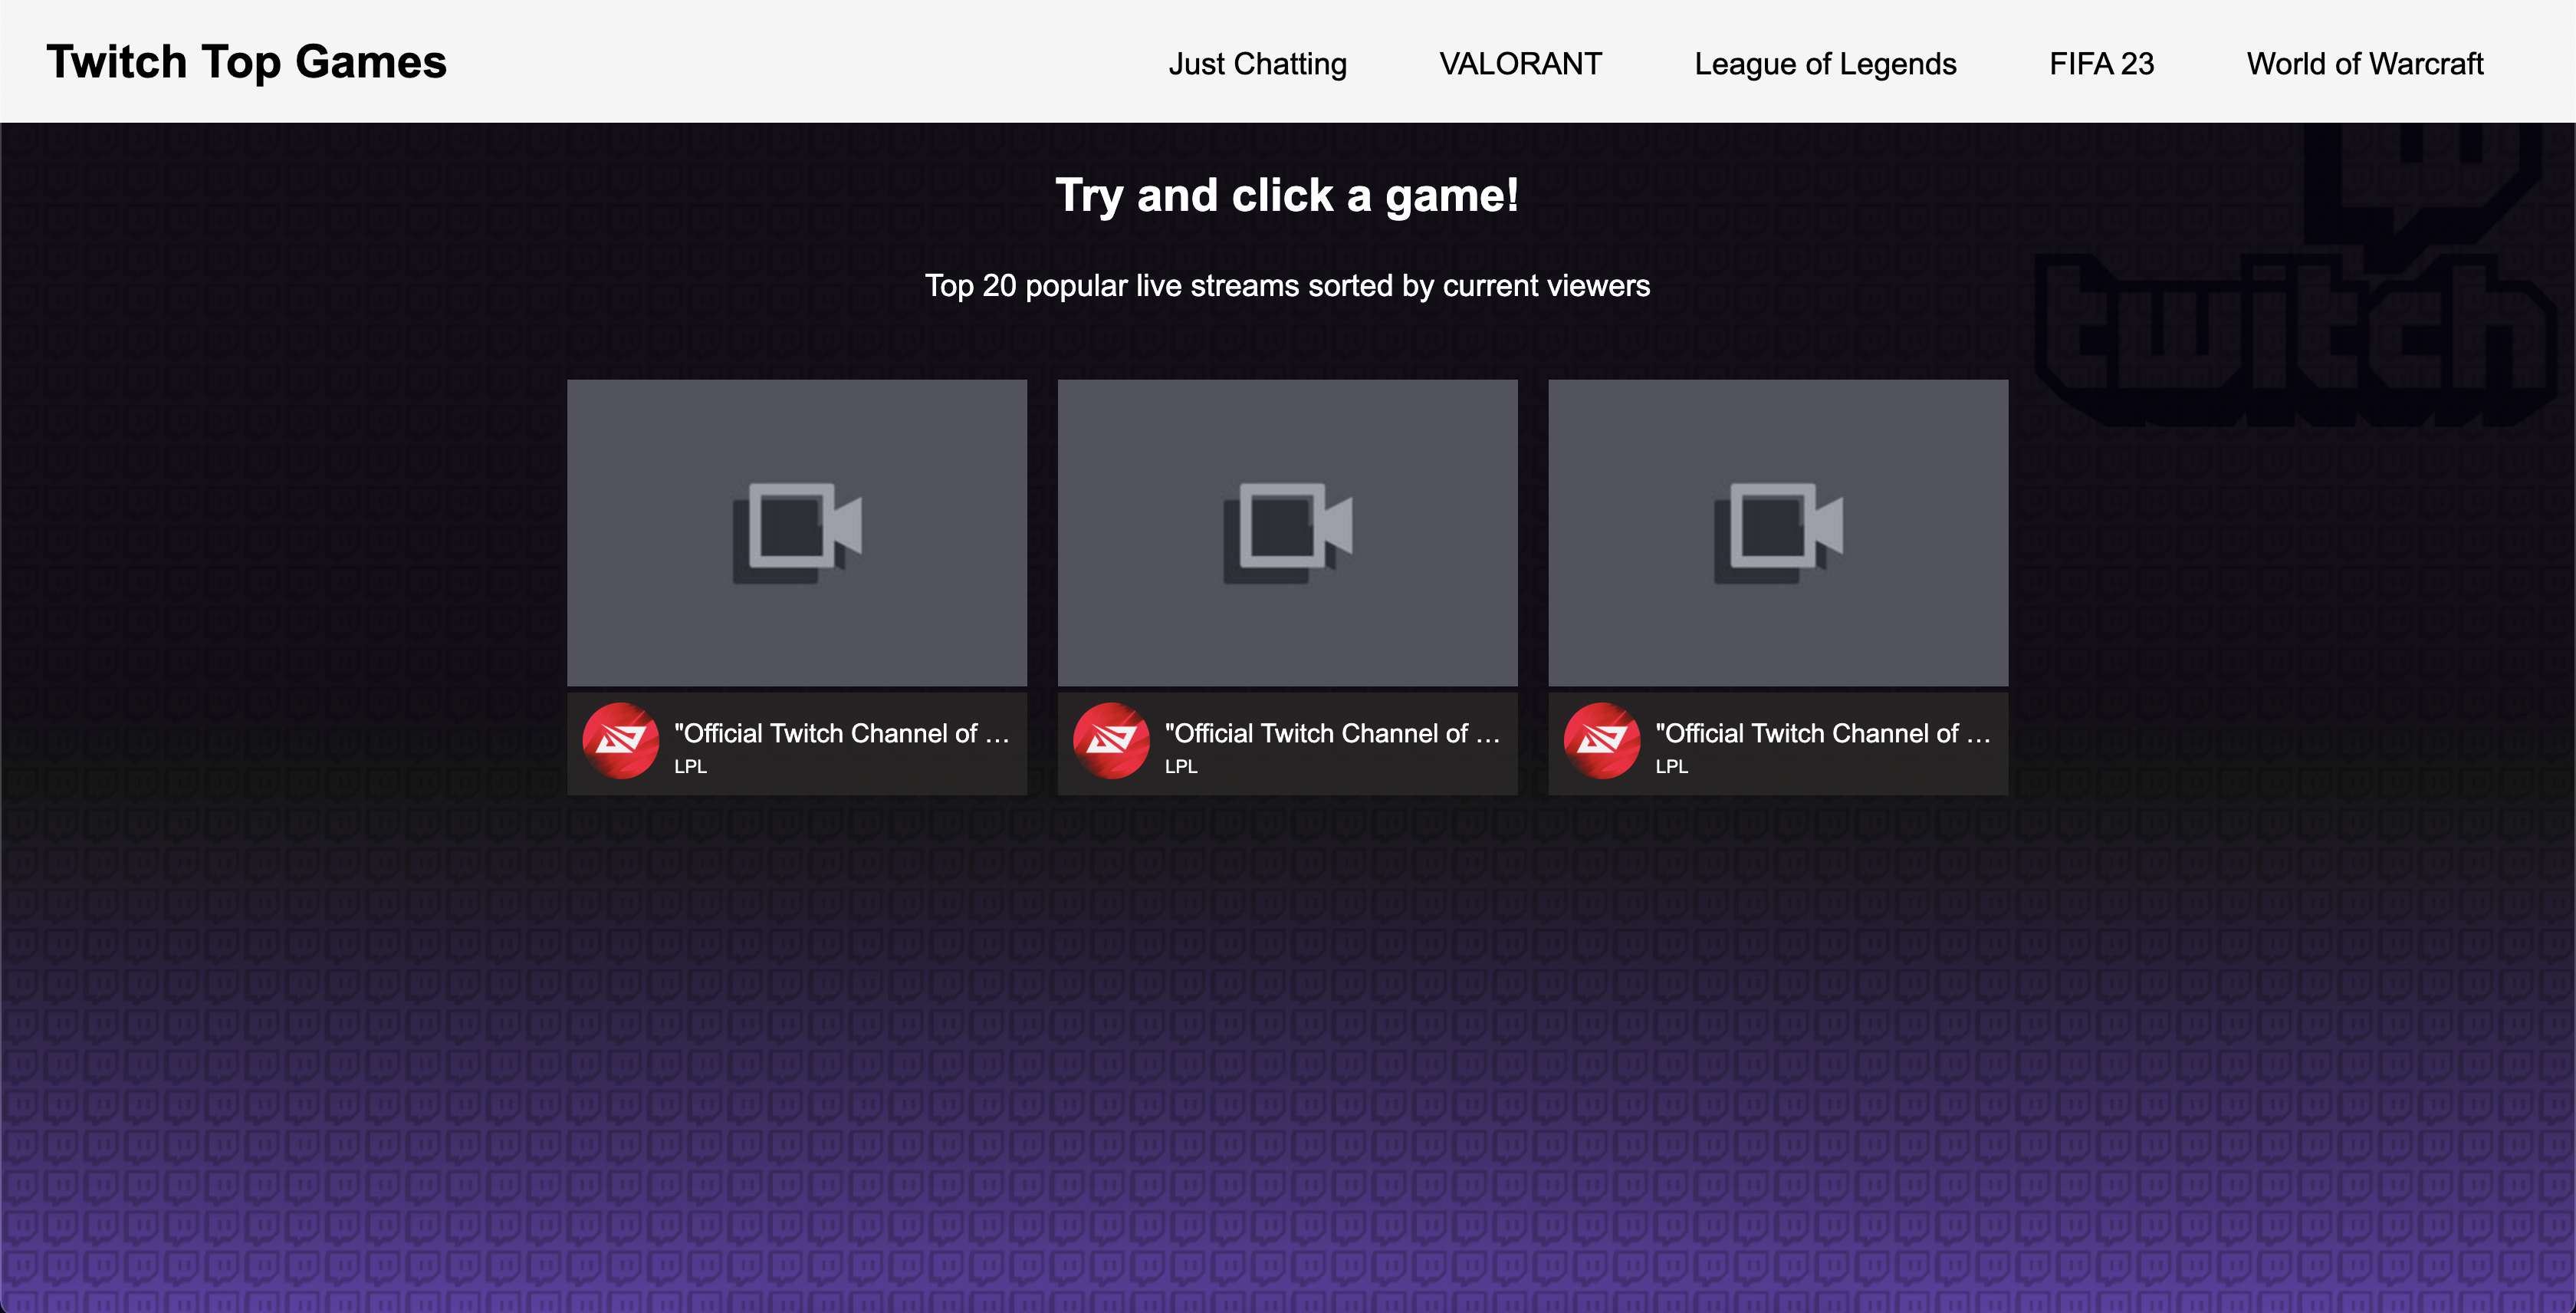 Twitch Top Games
Just Chatting
VALORANT
League of Legends
FIFA 23
World of Warcraft
Try and click a game!
Top 20 popular live streams sorted by current viewers
twitch
"Official Twitch Channel of ...
LPL
"Official Twitch Channel of ...
LPL
"Official Twitch Channel of ...
LPL